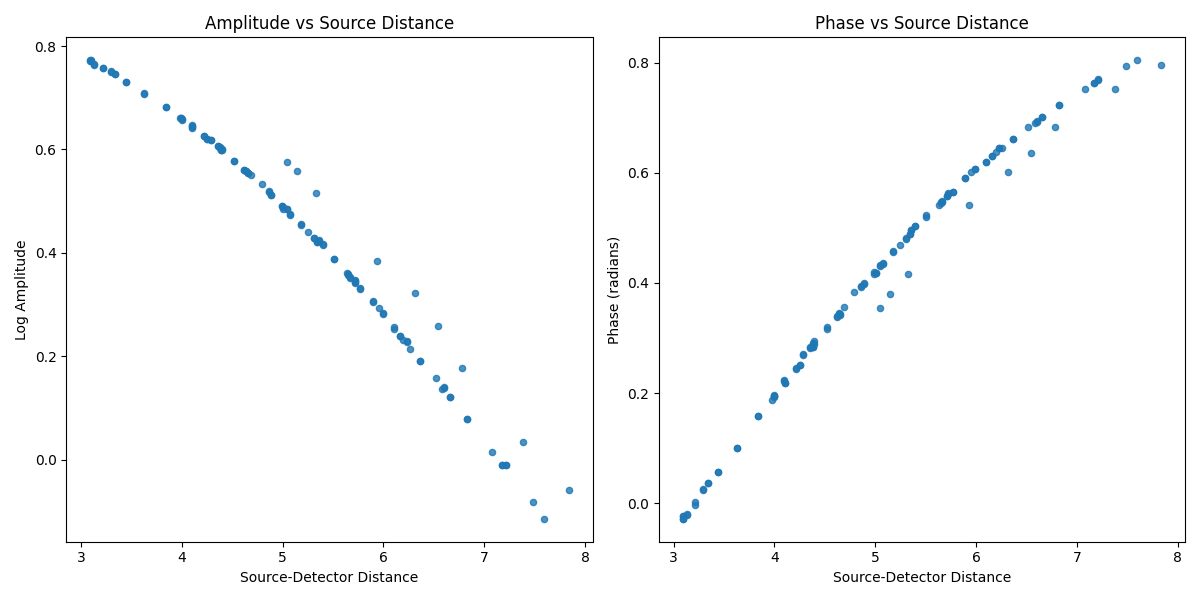 Amplitude vs Source Distance
0.8
0.6
0.4
0.2
0.0
Log Amplitude
3 4 5 6 7 8
Source-Detector Distance
Phase vs Source Distance
0.8
0.6
0.4
0.2
0.0
Phase (radians)
3 4 5 6 7 8
Source-Detector Distance